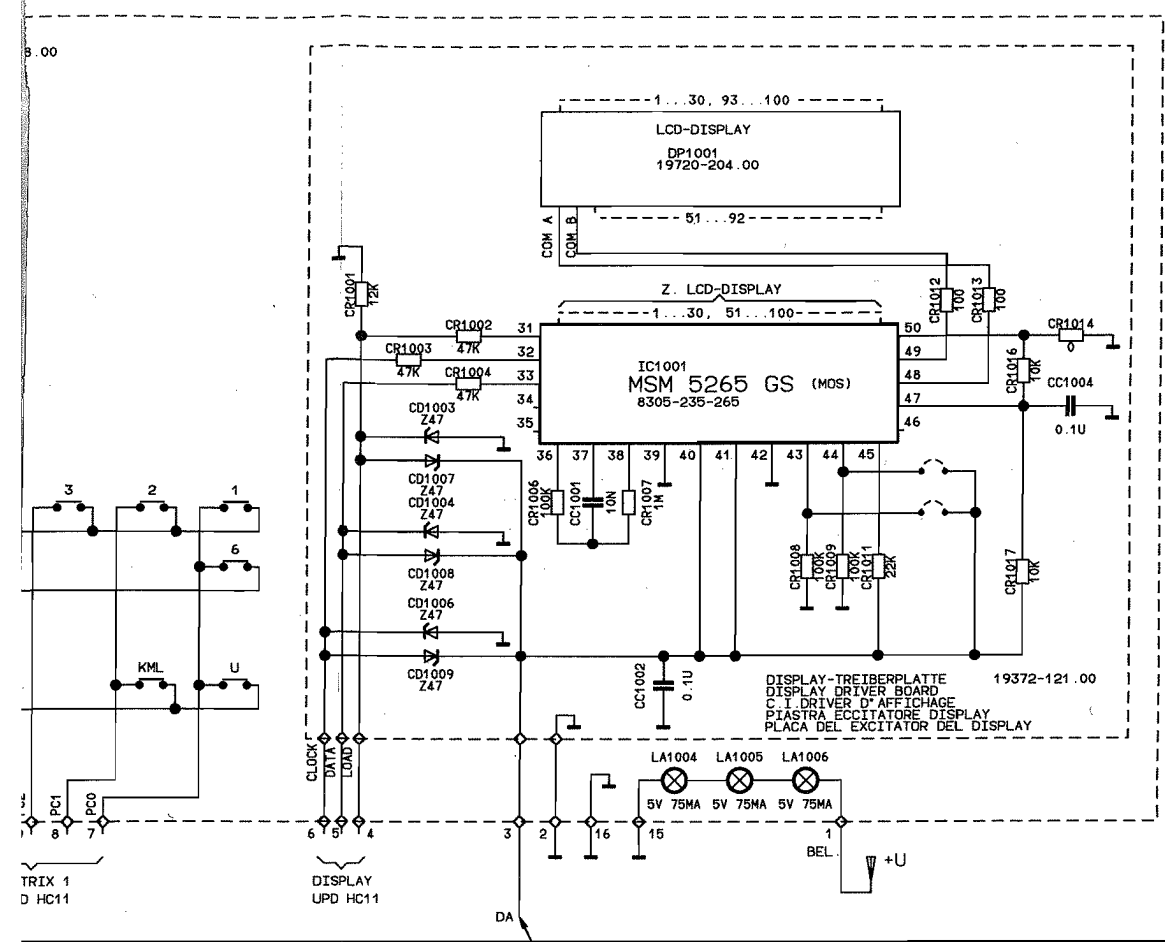 8.00
1...30, 93...100
LCD-DISPLAY
DP1001
19720-204.00
51...92
COM A
COM B
CR1001
12K
CR1012
100
CR1013
100
Z. LCD-DISPLAY
1...30, 51...100
CR1002
47K
CR1003
47K
CR1004
47K
31
32
33
34
35
IC1001
MSM 5265 GS (MOS)
8305-235-265
50
49
48
47
46
CR1014
0
CR1016
10K
CC1004
0.1U
36 37 38 39 40 41 42 43 44 45
CD1003
Z47
CD1007
Z47
CD1004
Z47
CD1008
Z47
CD1006
Z47
CD1009
Z47
CR1006
100K
CC1001
10N
CR1007
1M
CR1008
100K
CR1009
100K
CR1011
22K
CR1017
10K
3 2 1
6
KML U
CC1002
0.1U
DISPLAY-TREIBERPLATTE 19372-121.00
DISPLAY DRIVER BOARD
C.I.DRIVER D'AFFICHAGE
PIASTRA ECCITATORE DISPLAY
PLACA DEL EXCITATOR DEL DISPLAY
CLOCK
DATA
LOAD
LA1004 LA1005 LA1006
5V 75MA 5V 75MA 5V 75MA
PC1
PC0
8 7 6 5 4 3 2 16 15 1
BEL.
+U
TRIX 1
D HC11
DISPLAY
UPD HC11
DA